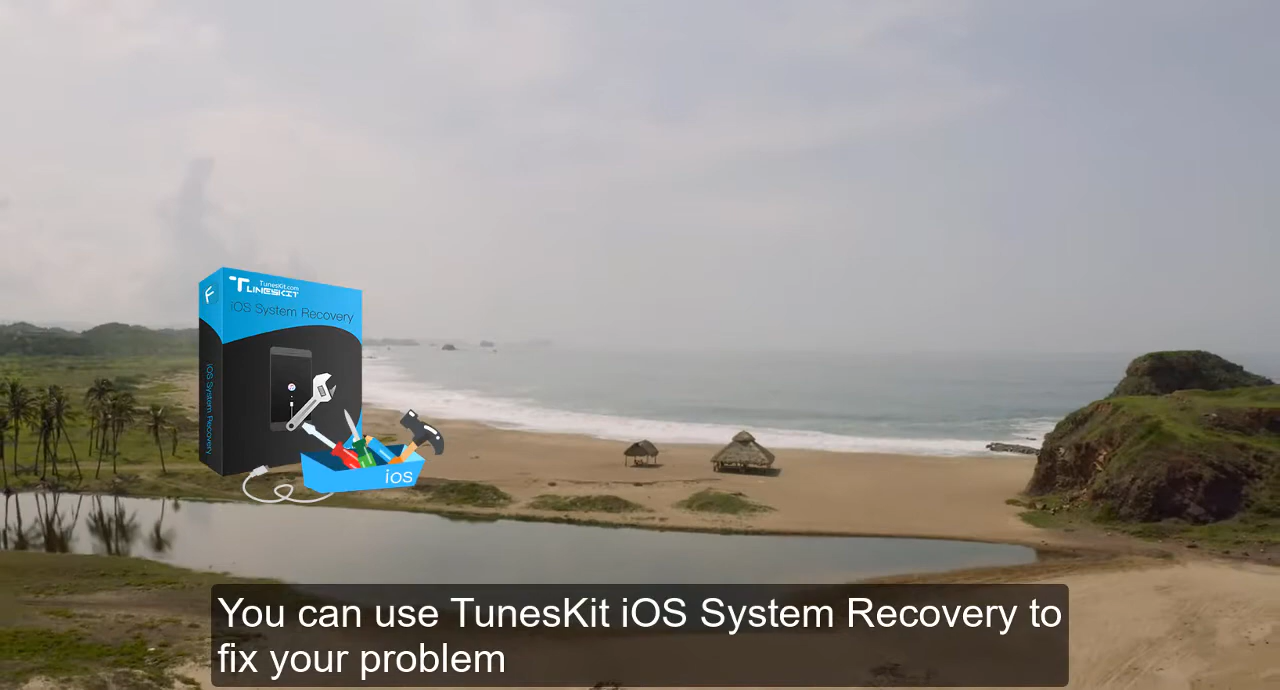 TunesKit.com
TUNESKIT
iOS System Recovery
iOS System Recovery
iOS
You can use TunesKit iOS System Recovery to
fix your problem